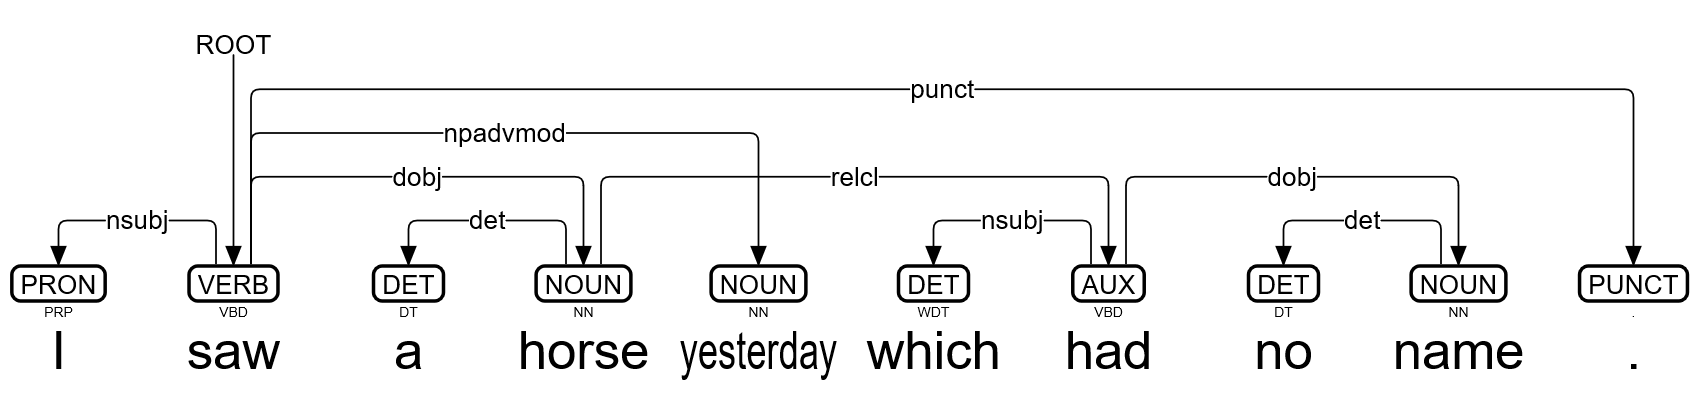 ROOT
punct
npadvmod
dobj relcl dobj
nsubj det nsubj det
PRON VERB DET NOUN NOUN DET AUX DET NOUN PUNCT
PRP VBD DT NN NN WDT VBD DT NN .
I saw a horse yesterday which had no name .